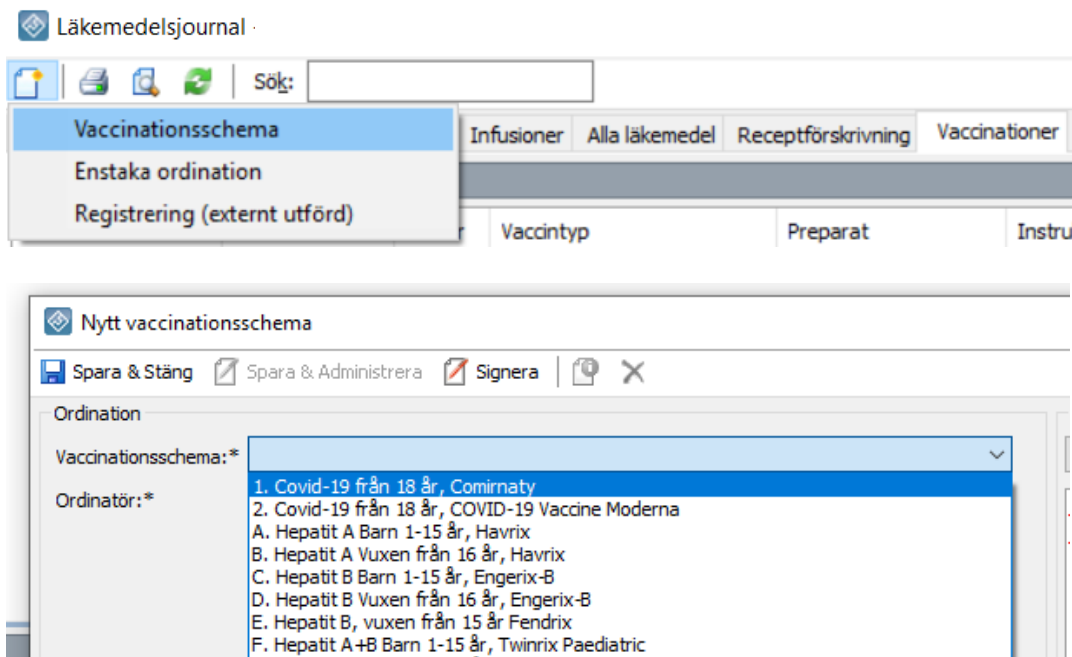 Läkemedelsjournal
Sök:
Vaccinationsschema
Enstaka ordination
Registrering (externt utförd)
Infusioner Alla läkemedel Receptförskrivning Vaccinationer
Vaccintyp Preparat
Nytt vaccinationsschema
Spara & Stäng Spara & Administrera Signera
Ordination
Vaccinationsschema:*
Ordinatör:*
1. Covid-19 från 18 år, Comirnaty
2. Covid-19 från 18 år, COVID-19 Vaccine Moderna
A. Hepatit A Barn 1-15 år, Havrix
B. Hepatit A Vuxen från 16 år, Havrix
C. Hepatit B Barn 1-15 år, Engerix-B
D. Hepatit B Vuxen från 16 år, Engerix-B
E. Hepatit B, vuxen från 15 år Fendrix
F. Hepatit A+B Barn 1-15 år, Twinrix Paediatric